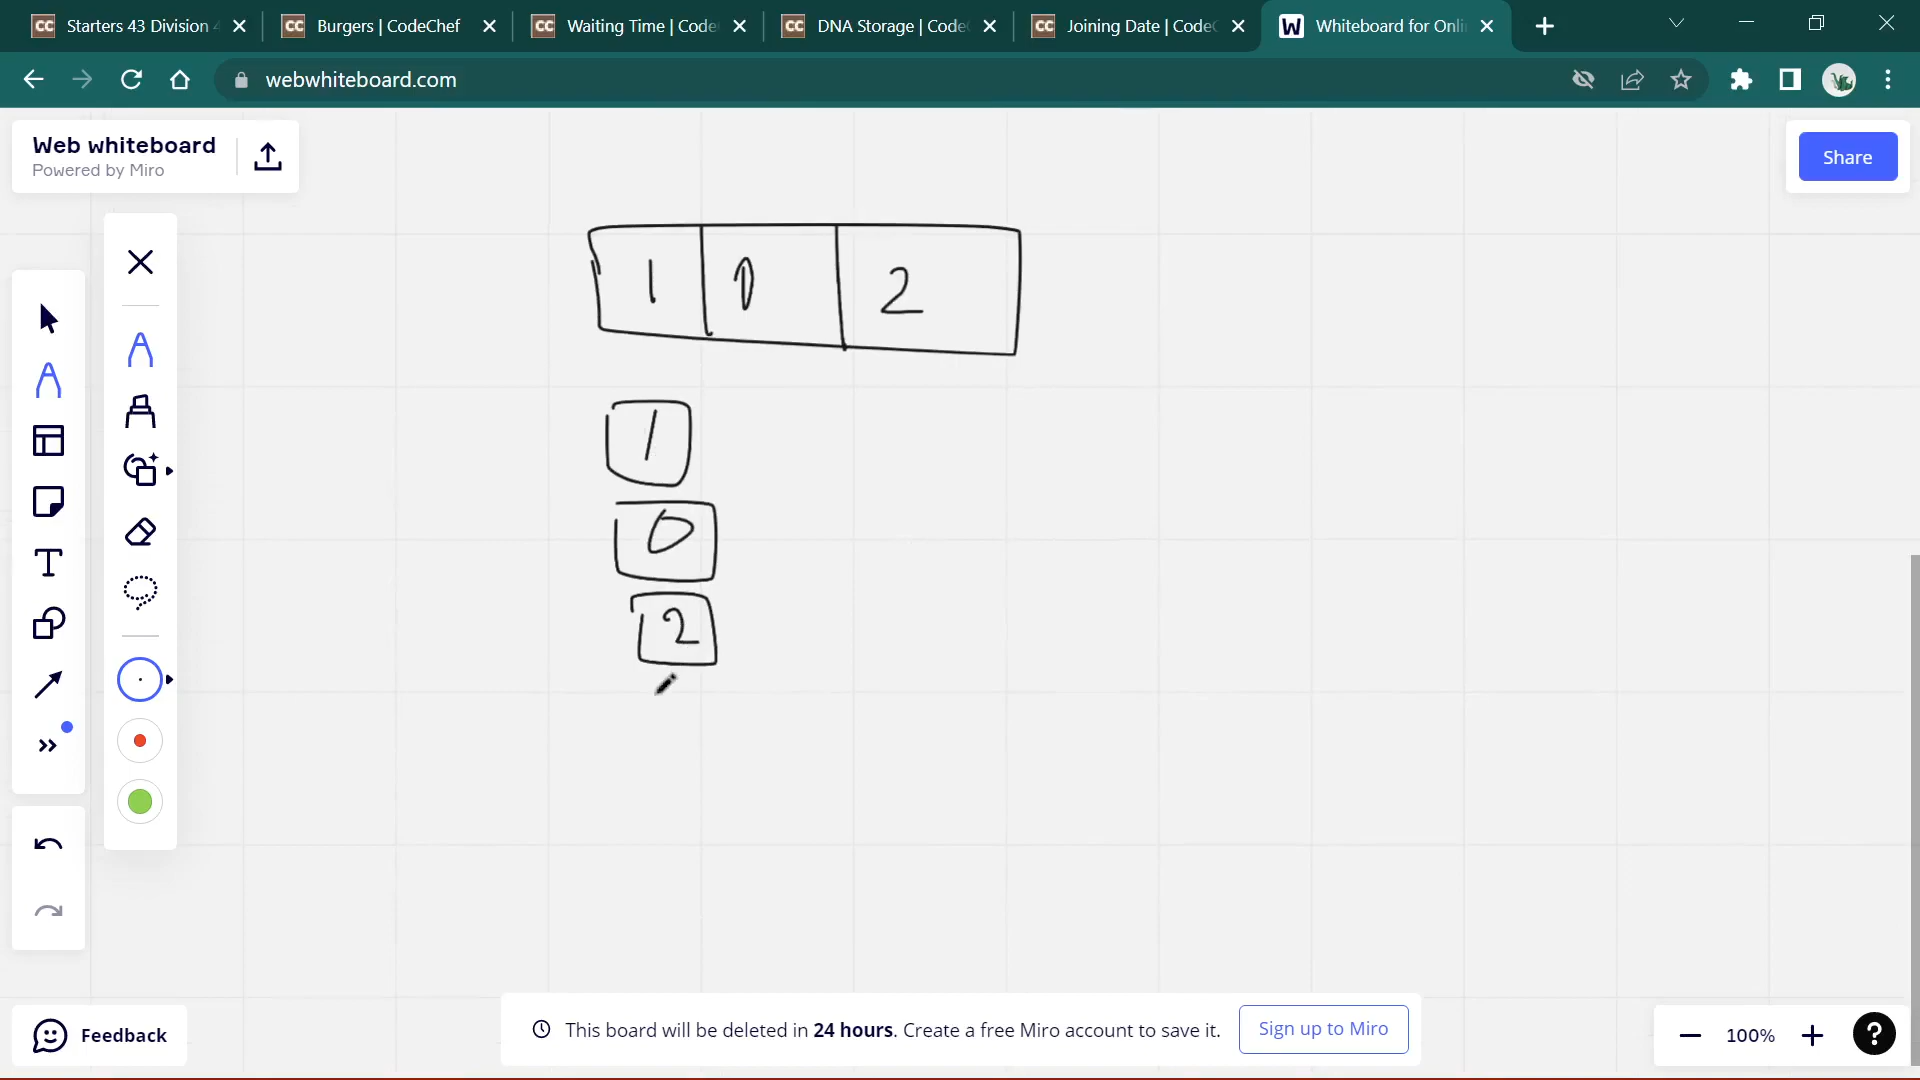 Starters 43 Division
Burgers | CodeChef
Waiting Time | Code
DNA Storage | Code
Joining Date | CodeC
Whiteboard for Onli
webwhiteboard.com
Web whiteboard
Powered by Miro
Share
1 0 2
1
0
2
Feedback
This board will be deleted in 24 hours. Create a free Miro account to save it.
Sign up to Miro
100%